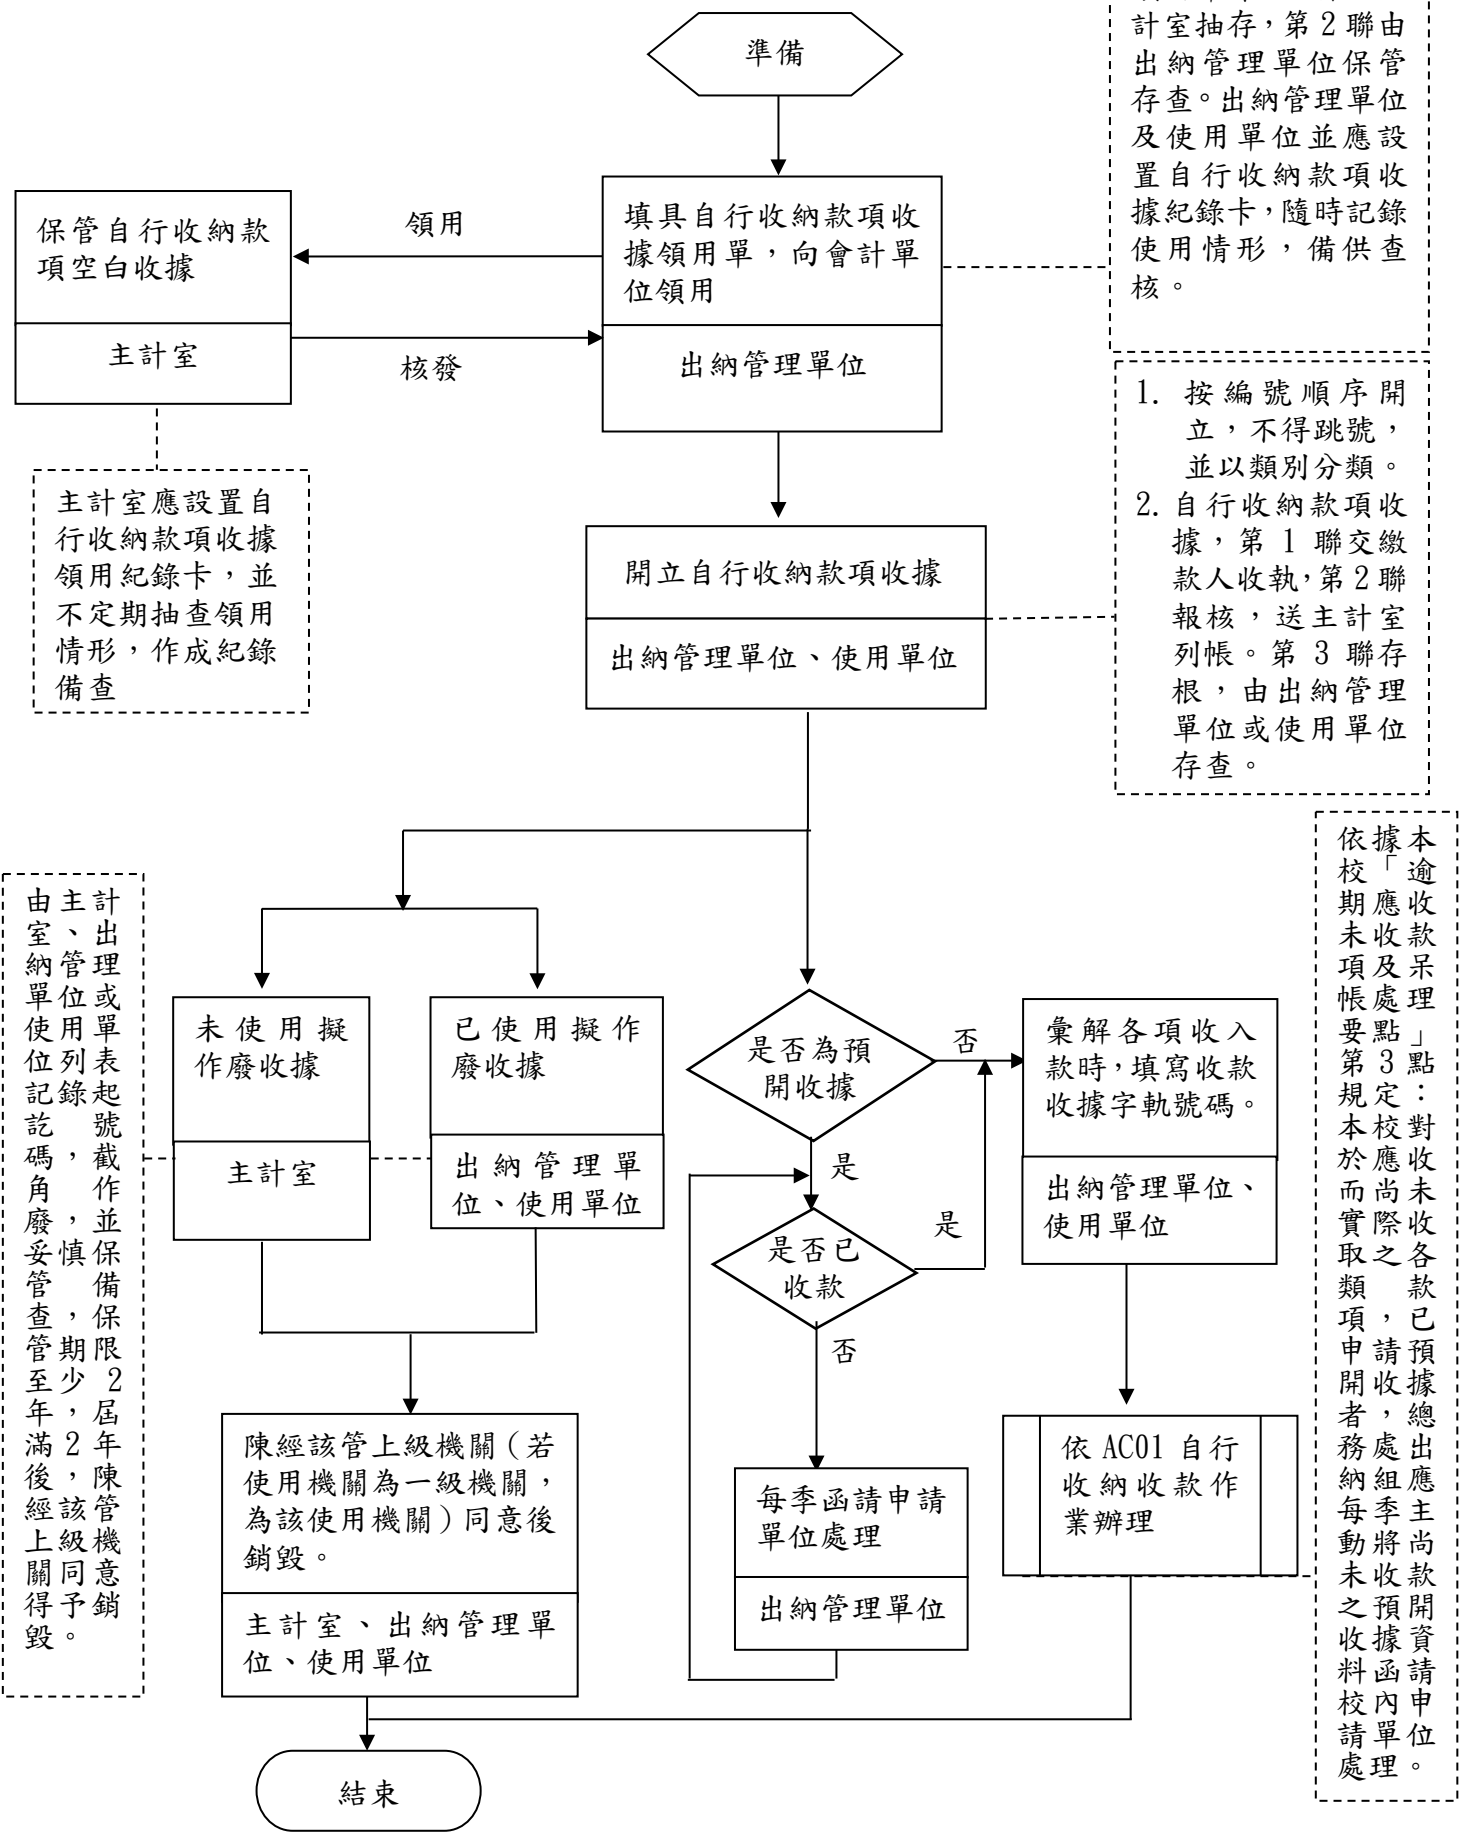 準備
計室抽存，第 2 聯由
出納管理單位保管
存查。出納管理單位
及使用單位並應設
置自行收納款項收
據紀錄卡，隨時記錄
使用情形，備供查
核。
保管自行收納款
項空白收據
主計室
領用
核發
填具自行收納款項收
據領用單，向會計單
位領用
出納管理單位
主計室應設置自
行收納款項收據
領用紀錄卡，並
不定期抽查領用
情形，作成紀錄
備查
開立自行收納款項收據
出納管理單位、使用單位
1. 按編號順序開
立，不得跳號，
並以類別分類。
2. 自行收納款項收
據，第 1 聯交繳
款人收執，第 2 聯
報核，送主計室
列帳。第 3 聯存
根，由出納管理
單位或使用單位
存查。
由主計
室、出
納管理
單位或
使用單
位列表
記錄起
訖號
碼，截
角作
廢，並
妥慎保
管備
查，保
管期限
至少 2
年，屆
滿 2 年
後，陳
經該管
上級機
關同意
得予銷
毀。
未使用擬
作廢收據
主計室
已使用擬作
廢收據
出納管理單
位、使用單位
是否為預
開收據
否
是
是否已
收款
是
否
彙解各項收入
款時，填寫收款
收據字軌號碼。
出納管理單位、
使用單位
依據本
校「逾
期應收
未收款
項及呆
帳處理
要點」
第 3 點
規定：
本校對
於應收
而尚未
實際收
取之各
類款
項，已
申請預
開收據
者，總
務處出
納組應
每季主
動將尚
未收款
之預開
收據資
料函請
校內申
請單位
處理。
陳經該管上級機關（若
使用機關為一級機關，
為該使用機關）同意後
銷毀。
主計室、出納管理單
位、使用單位
每季函請申請
單位處理
出納管理單位
依 AC01 自行
收納收款作
業辦理
結束